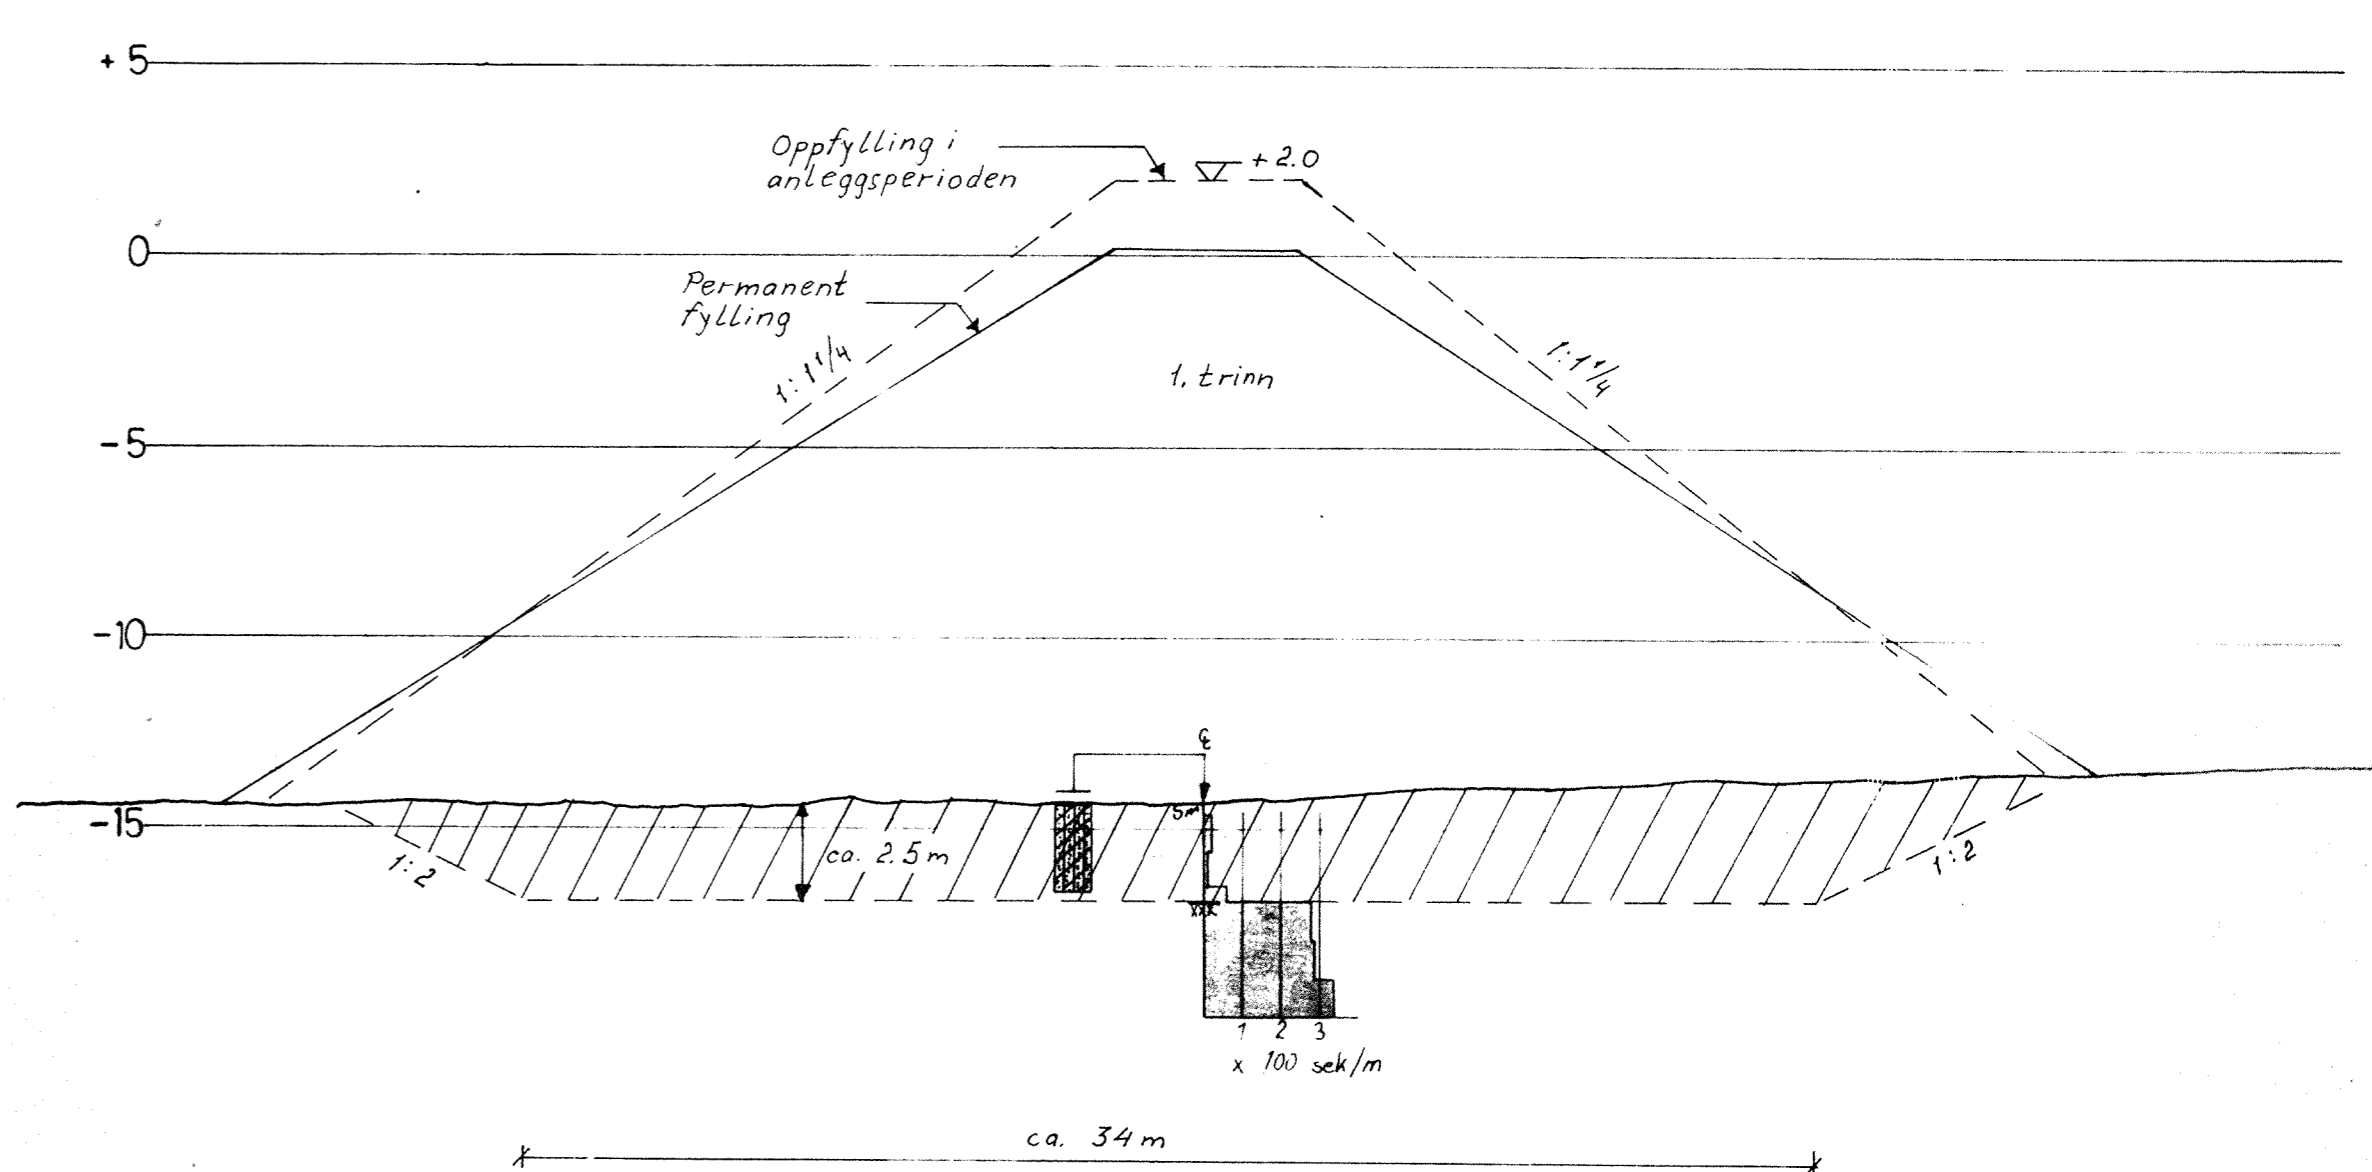 + 5
Oppfylling i
anleggsperioden
+ 2.0
0
Permanent
fylling
1:1 1/4
1:1 1/4
1. trinn
- 5
-10
℄
-15
5m
ca. 2.5m
1:2
1:2
xxx
1 2 3
x 100 sek/m
ca. 34m